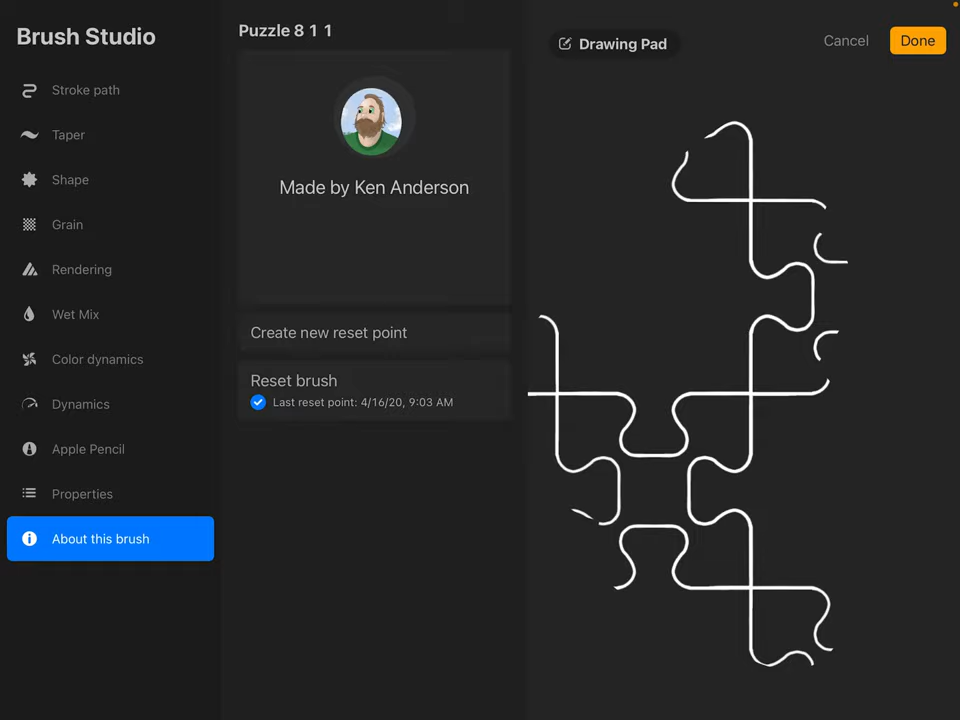 Brush Studio
Stroke path
Taper
Shape
Grain
Rendering
Wet Mix
Color dynamics
Dynamics
Apple Pencil
Properties
About this brush
Puzzle 8 1 1
Made by Ken Anderson
Create new reset point
Reset brush
Last reset point: 4/16/20, 9:03 AM
Drawing Pad
Cancel
Done